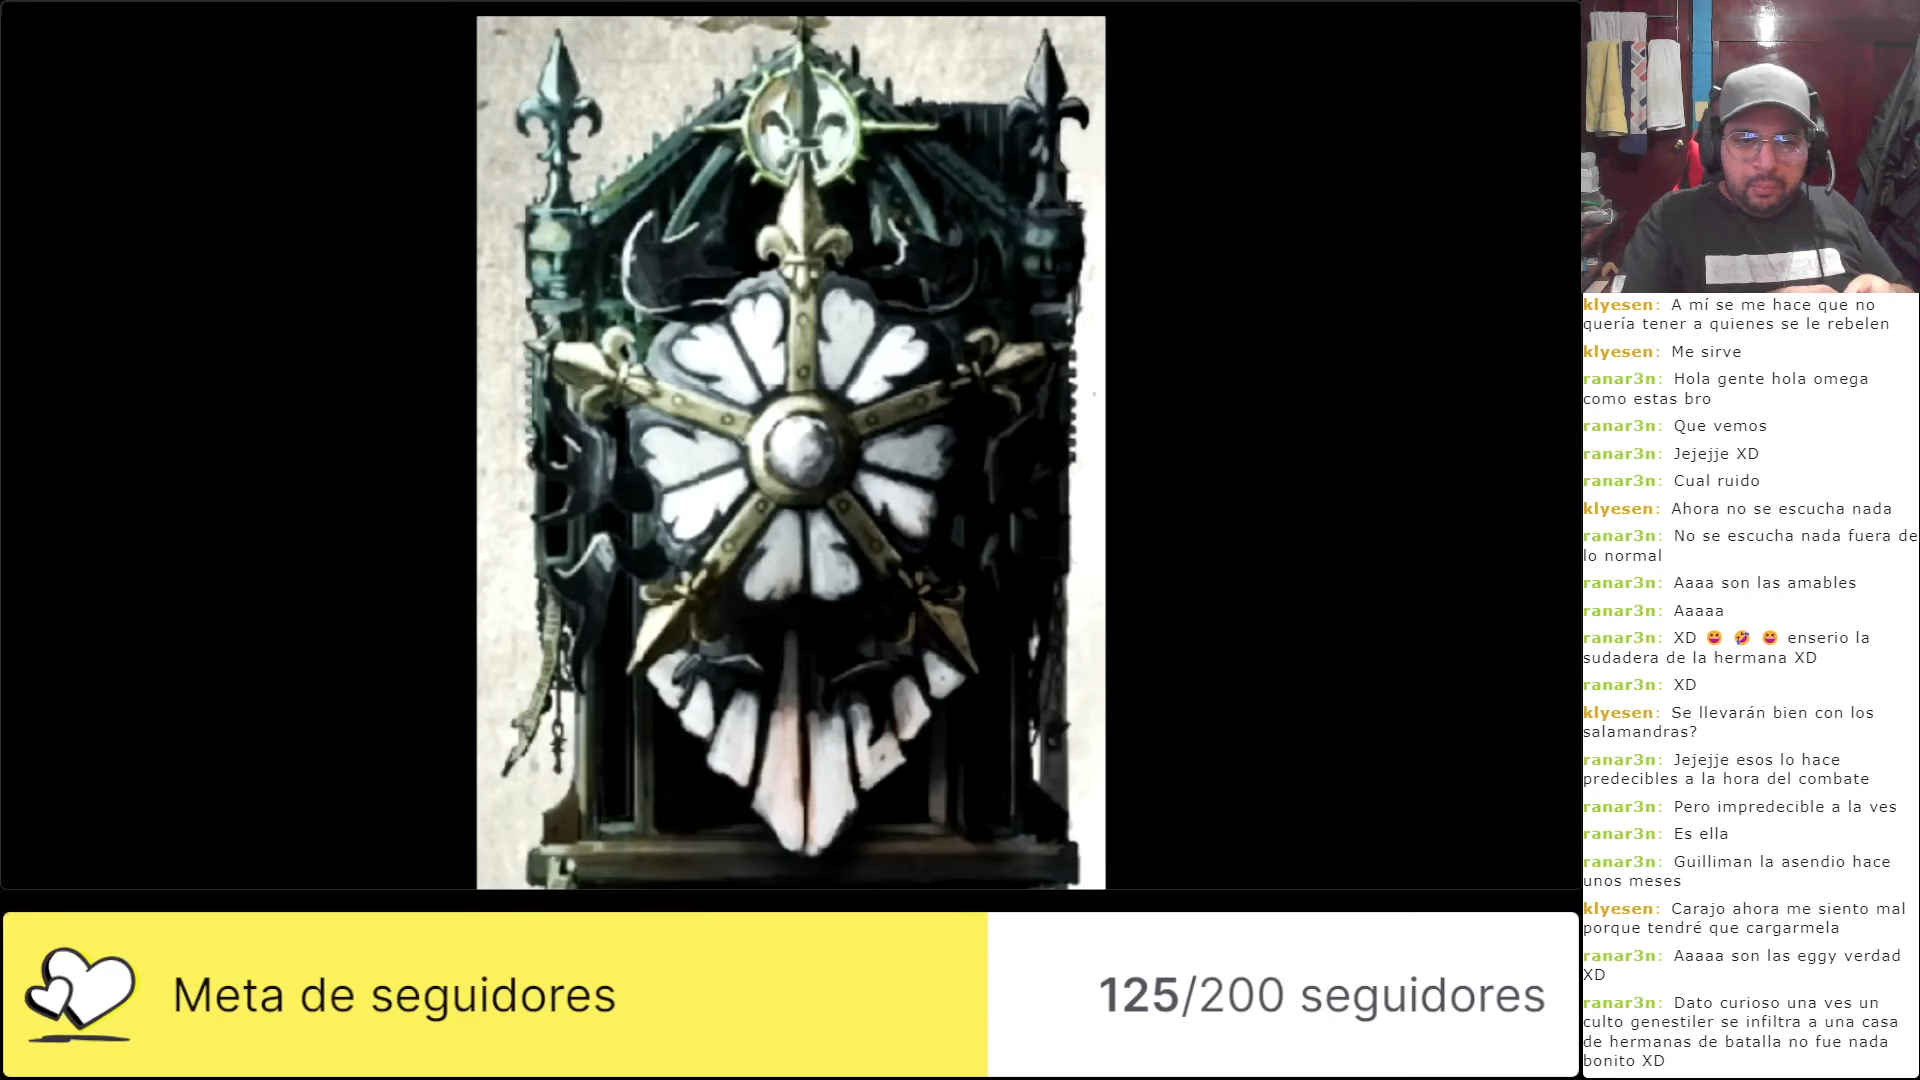 klyesen: A mí se me hace que no
quería tener a quienes se le rebelen
klyesen: Me sirve
ranar3n: Hola gente hola omega
como estas bro
ranar3n: Que vemos
ranar3n: Jejejje XD
ranar3n: Cual ruido
klyesen: Ahora no se escucha nada
ranar3n: No se escucha nada fuera de
lo normal
ranar3n: Aaaa son las amables
ranar3n: Aaaaa
ranar3n: XD 😆 🤣 😆 enserio la
sudadera de la hermana XD
ranar3n: XD
klyesen: Se llevarán bien con los
salamandras?
ranar3n: Jejejje esos lo hace
predecibles a la hora del combate
ranar3n: Pero impredecible a la ves
ranar3n: Es ella
ranar3n: Guilliman la asendio hace
unos meses
klyesen: Carajo ahora me siento mal
porque tendré que cargarmela
ranar3n: Aaaaa son las eggy verdad
XD
ranar3n: Dato curioso una ves un
culto genestiler se infiltra a una casa
de hermanas de batalla no fue nada
bonito XD
Meta de seguidores
125/200 seguidores